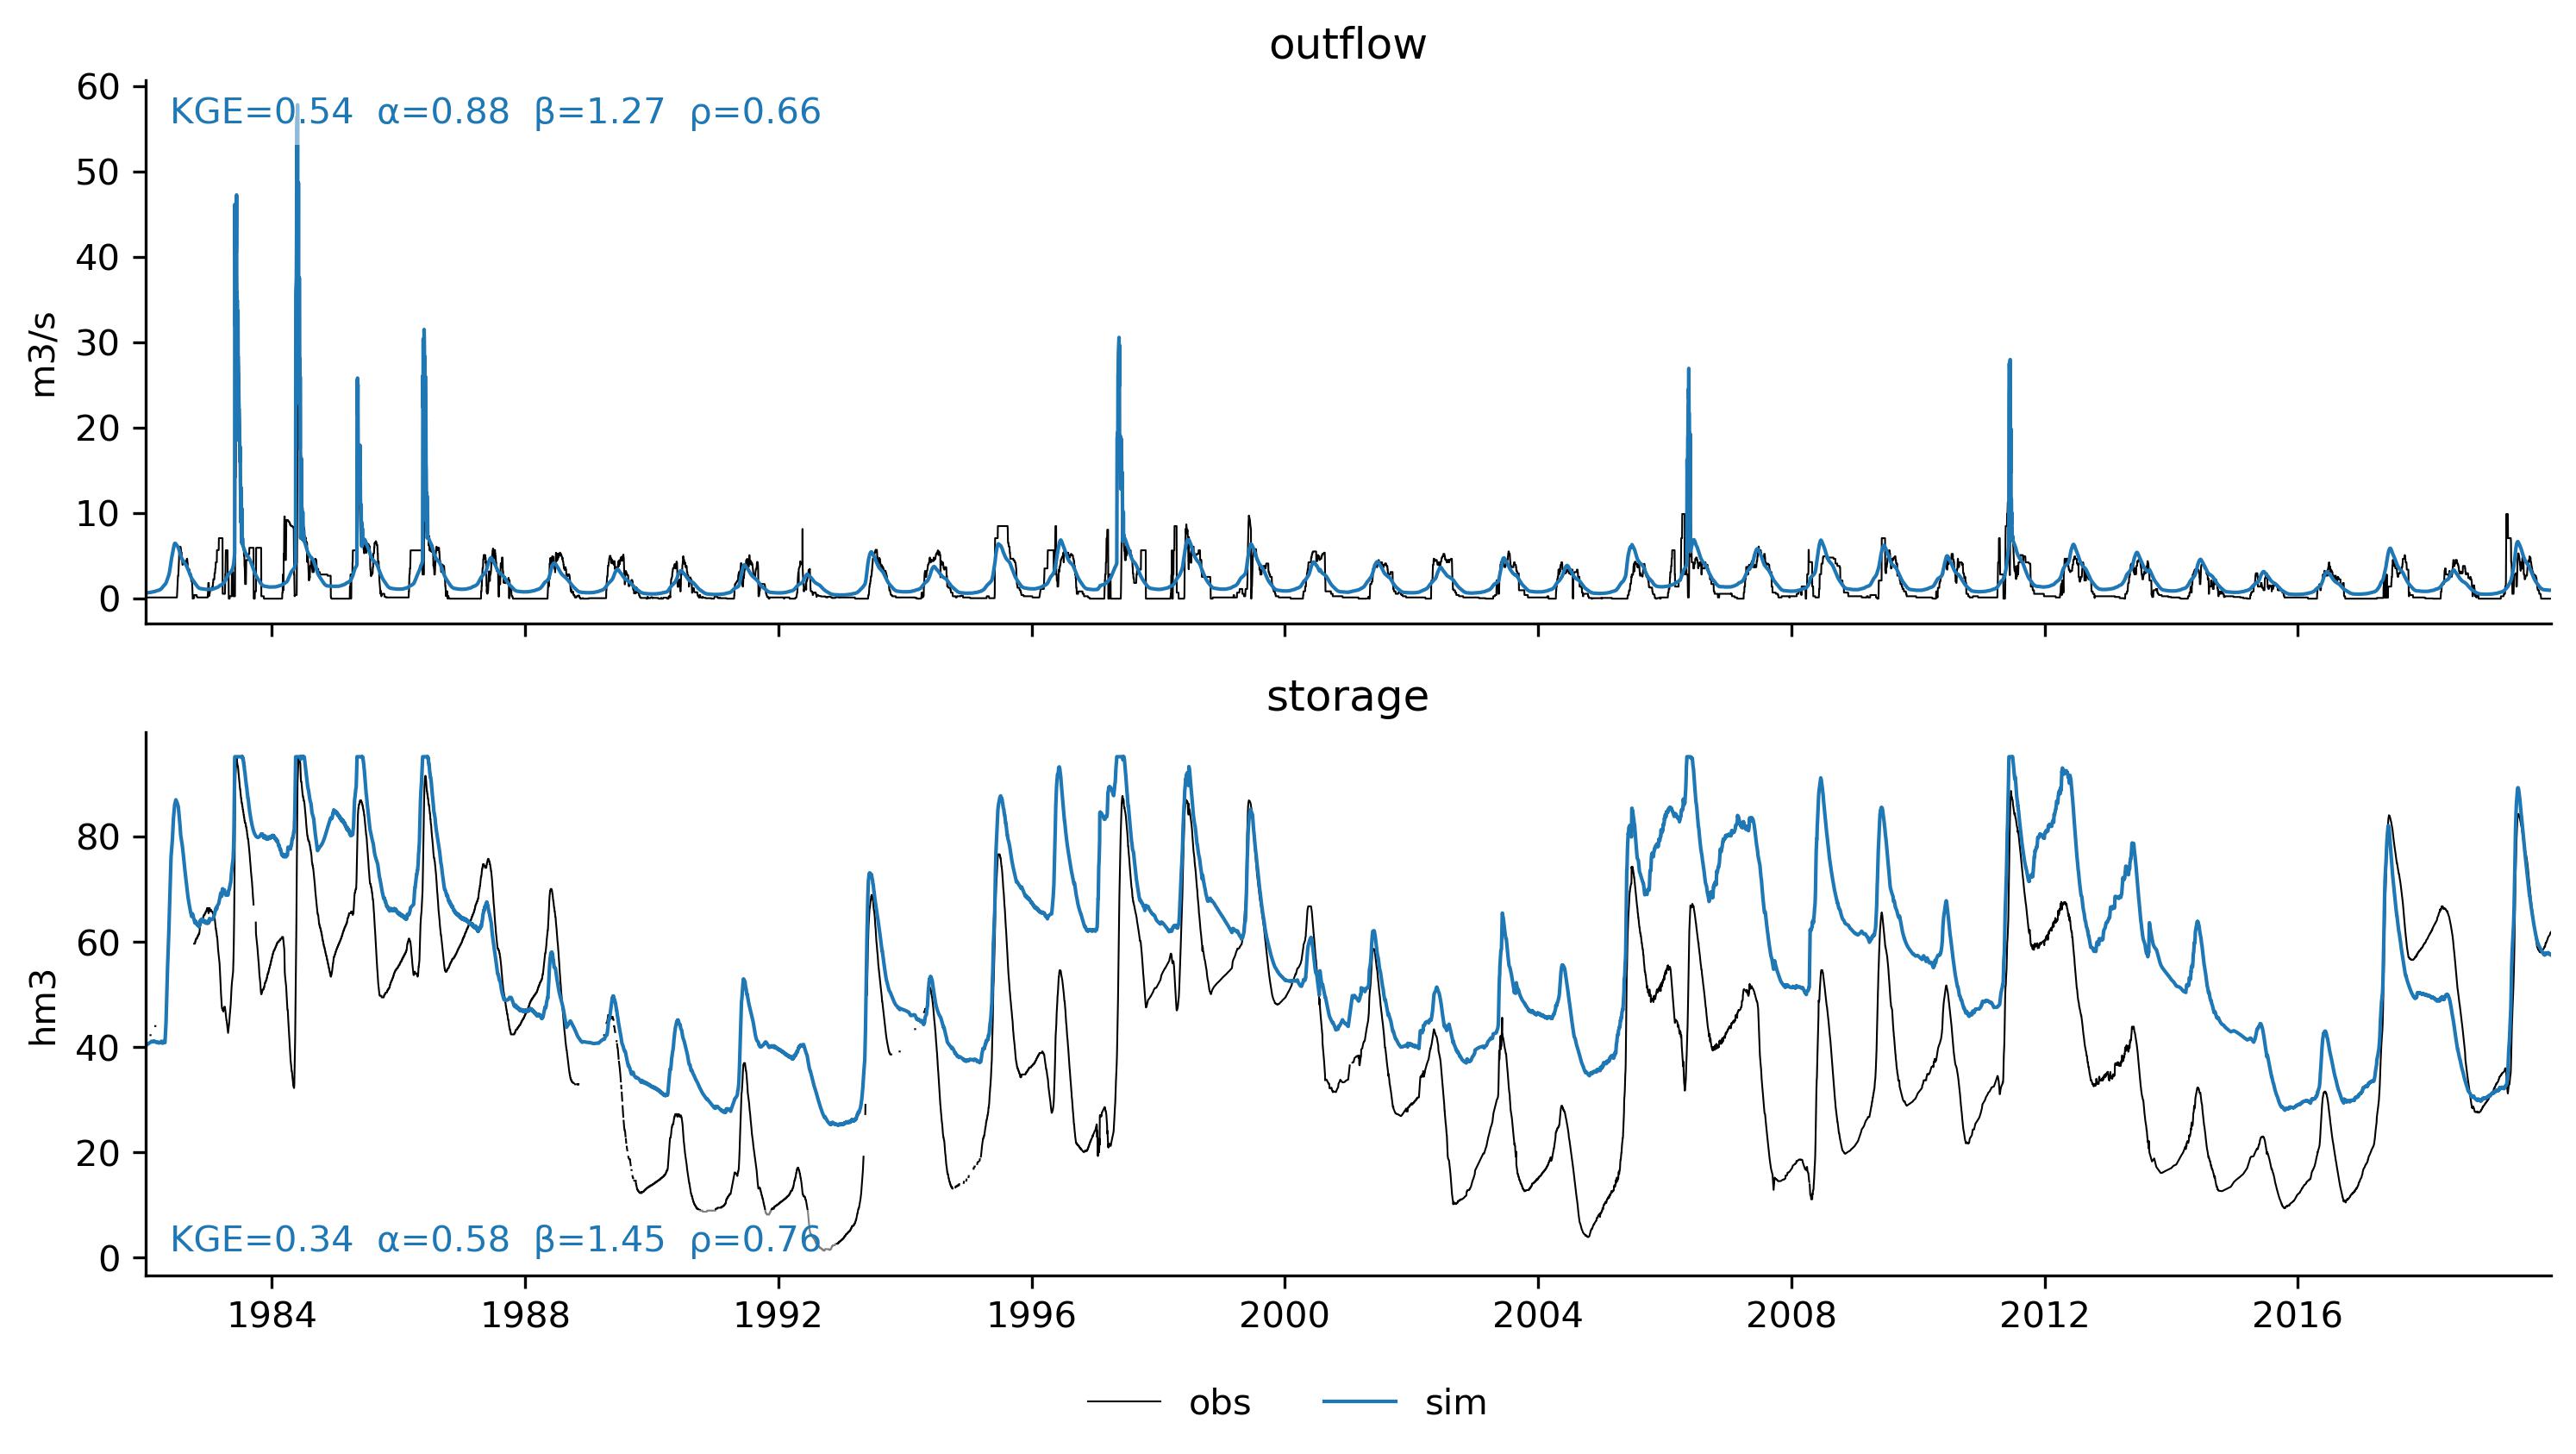 outflow
60
KGE=0.54 α=0.88 β=1.27 ρ=0.66
50
40
m3/s
30
20
10
0
storage
80
60
hm3
40
20
KGE=0.34 α=0.58 β=1.45 ρ=0.76
0
1984 1988 1992 1996 2000 2004 2008 2012 2016
obs sim